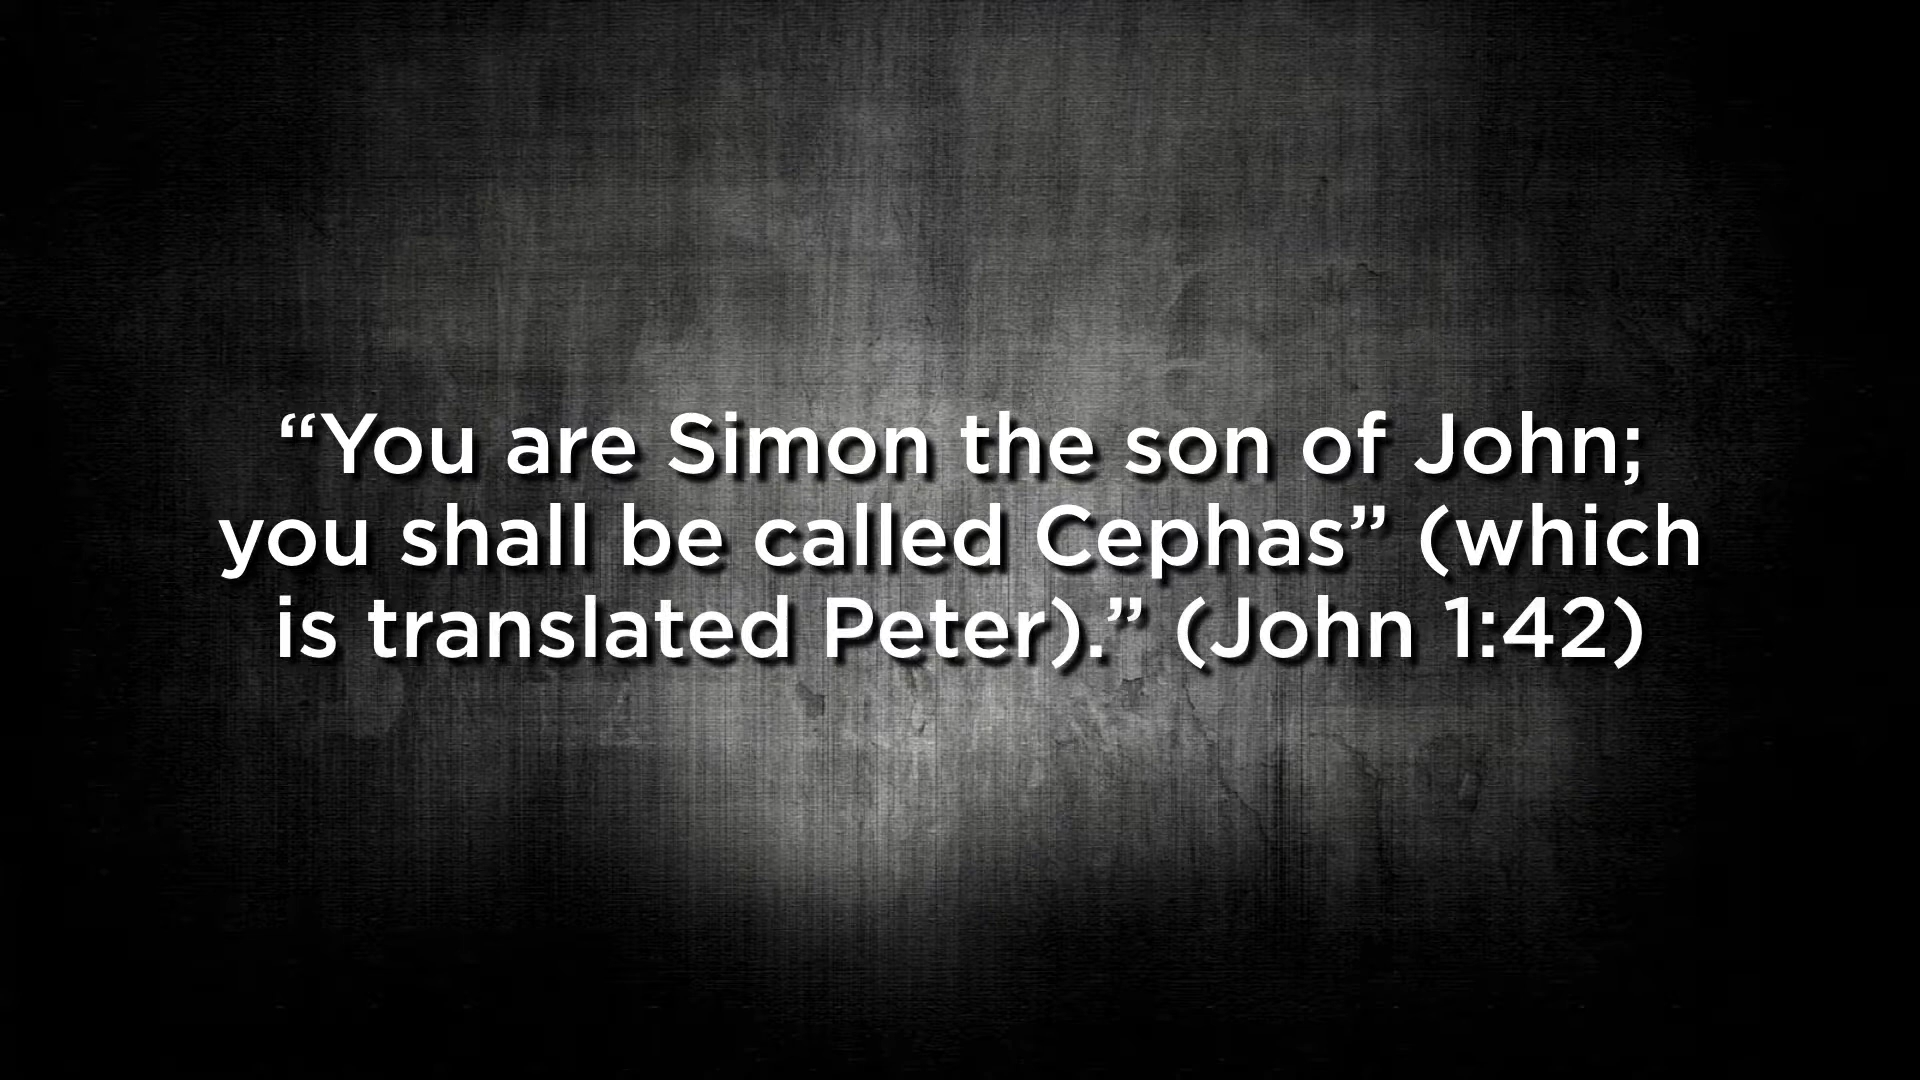 “You are Simon the son of John;
you shall be called Cephas” (which
is translated Peter).” (John 1:42)